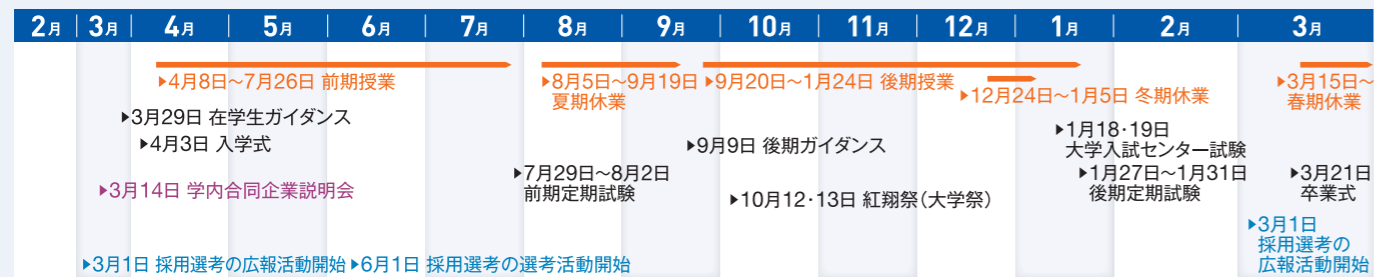 2月 3月 4月 5月 6月 7月 8月 9月 10月 11月 12月 1月 2月 3月
▶4月8日～7月26日 前期授業
▶8月5日～9月19日
夏期休業
▶9月20日～1月24日 後期授業
▶12月24日～1月5日 冬期休業
▶3月15日～
春期休業
▶3月29日 在学生ガイダンス
▶4月3日 入学式
▶9月9日 後期ガイダンス
▶1月18・19日
大学入試センター試験
▶3月14日 学内合同企業説明会
▶7月29日～8月2日
前期定期試験
▶10月12・13日 紅翔祭（大学祭）
▶1月27日～1月31日
後期定期試験
▶3月21日
卒業式
▶3月1日 採用選考の広報活動開始
▶6月1日 採用選考の選考活動開始
▶3月1日
採用選考の
広報活動開始